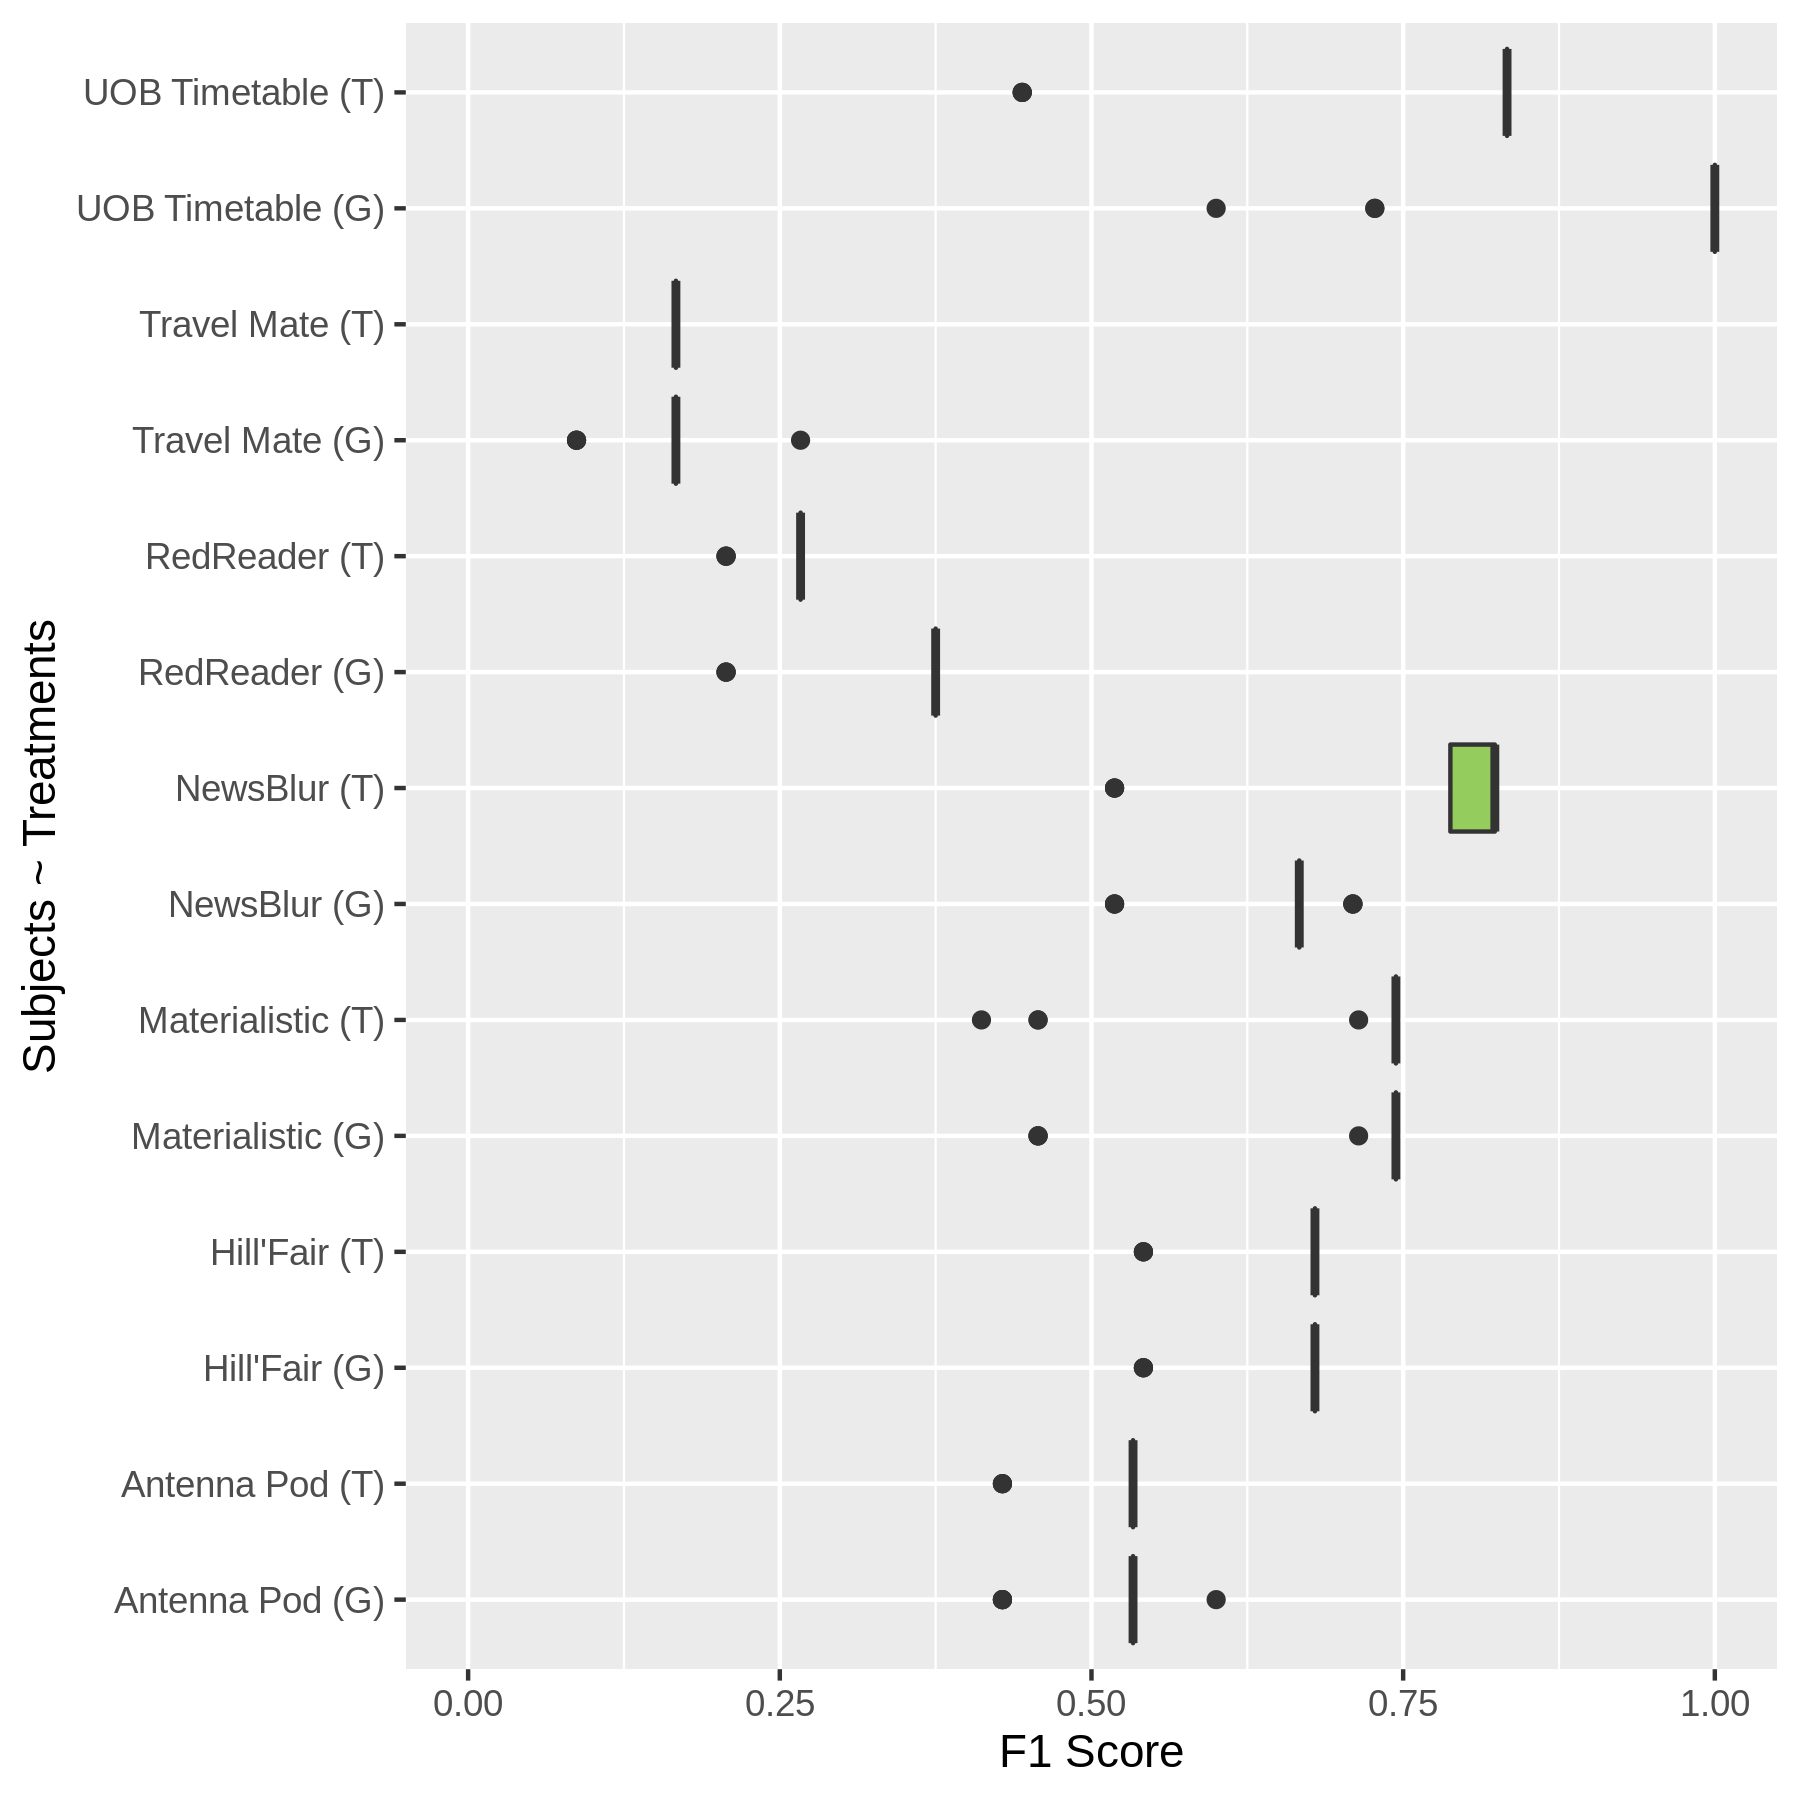 UOB Timetable (T)
UOB Timetable (G)
Travel Mate (T)
Travel Mate (G)
RedReader (T)
RedReader (G)
NewsBlur (T)
NewsBlur (G)
Materialistic (T)
Materialistic (G)
Hill'Fair (T)
Hill'Fair (G)
Antenna Pod (T)
Antenna Pod (G)
Subjects ~ Treatments
0.00 0.25 0.50 0.75 1.00
F1 Score